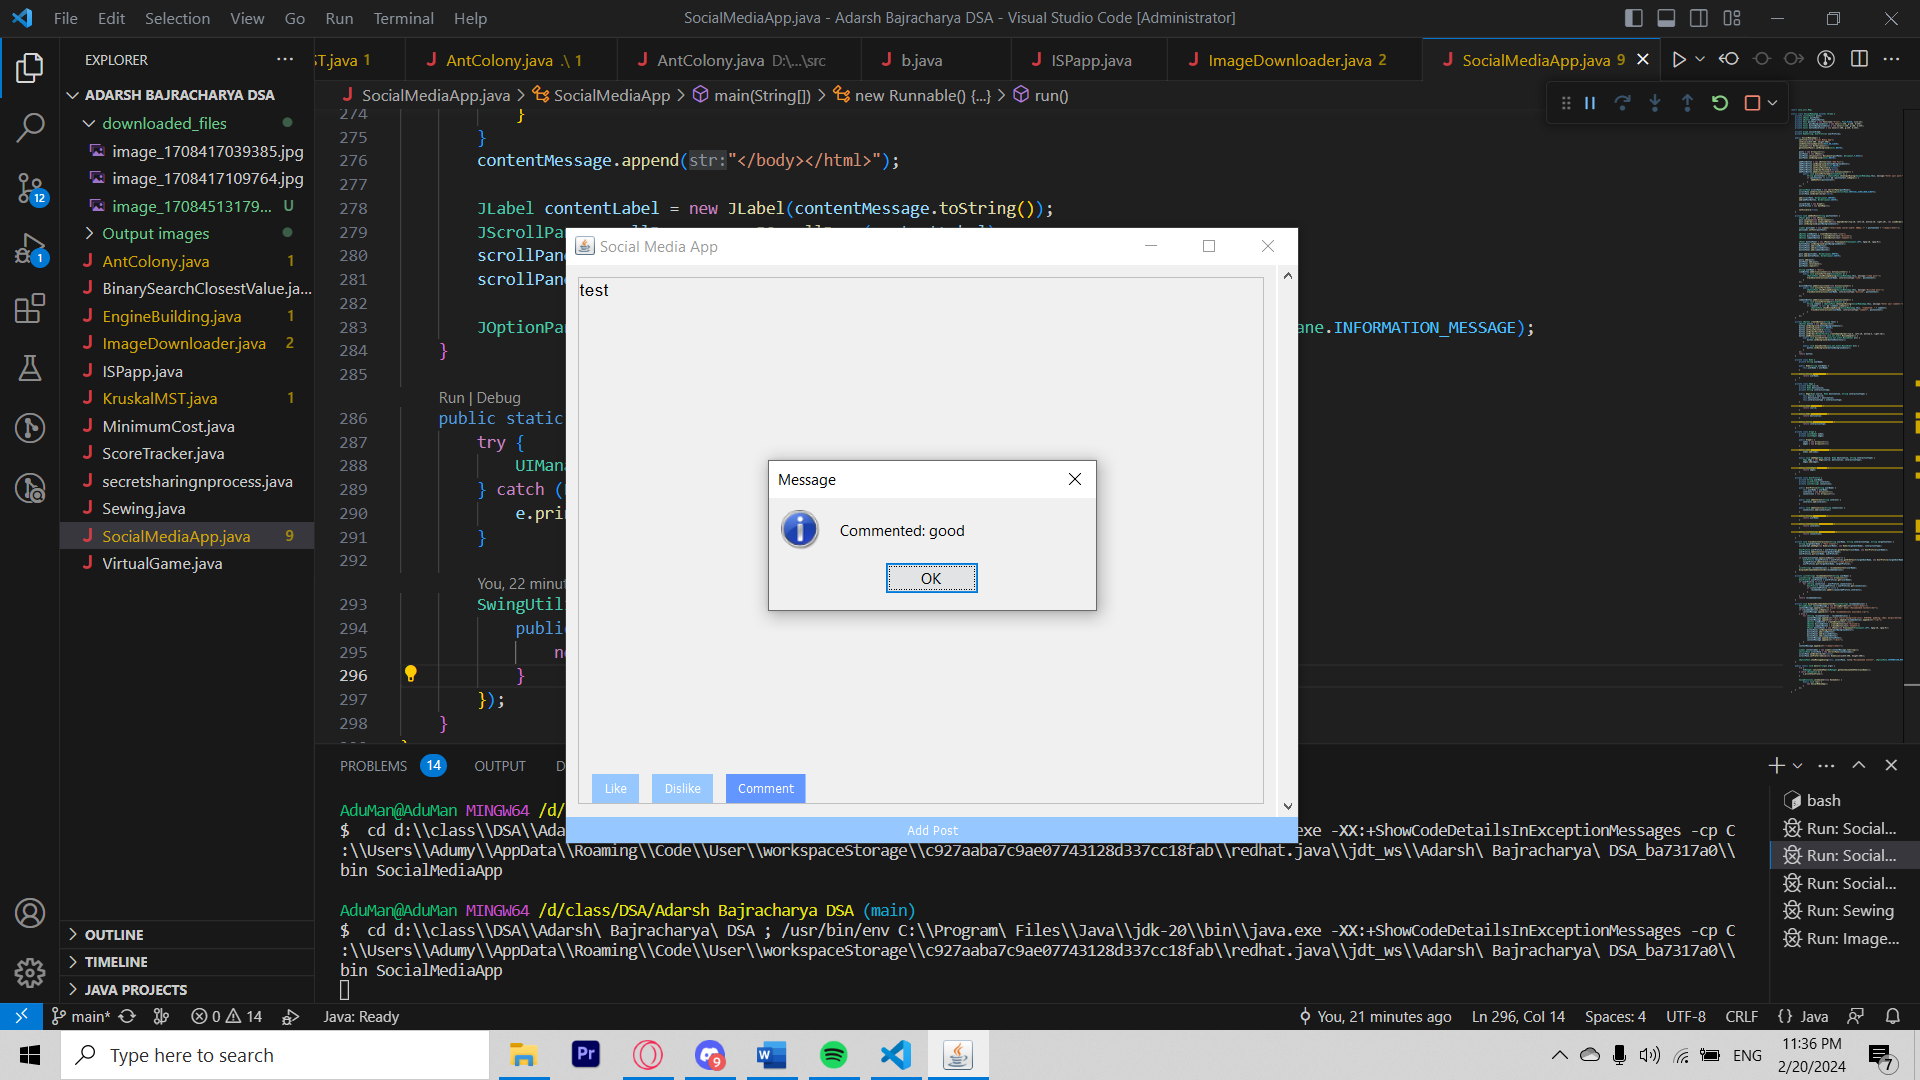 File Edit Selection View Go Run Terminal Help
SocialMediaApp.java - Adarsh Bajracharya DSA - Visual Studio Code [Administrator]
EXPLORER
ADARSH BAJRACHARYA DSA
downloaded_files
image_1708417039385.jpg
image_1708417109764.jpg
image_17084513179... U
Output images
AntColony.java 1
BinarySearchClosestValue.ja...
EngineBuilding.java 1
ImageDownloader.java 2
ISPapp.java
KruskalMST.java 1
MinimumCost.java
ScoreTracker.java
secretsharingnprocess.java
Sewing.java
SocialMediaApp.java 9
VirtualGame.java
OUTLINE
TIMELINE
JAVA PROJECTS
12
1
ST.java 1
AntColony.java .\ 1
AntColony.java D:\...\src
b.java
ISPapp.java
ImageDownloader.java 2
SocialMediaApp.java 9
SocialMediaApp.java > SocialMediaApp > main(String[]) > new Runnable() {...} > run()
274 }
275 }
276 contentMessage.append(str:"</body></html>");
277
278 JLabel contentLabel = new JLabel(contentMessage.toString());
279 JScrollPa
280 scrollPan
281 scrollPan
282
283 JOptionPa ane.INFORMATION_MESSAGE);
284 }
285
Run | Debug
286 public static
287 try {
288 UIMana
289 } catch (
290 e.prin
291 }
292
You, 22 minut
293 SwingUtil
294 publi
295 ne
296 }
297 });
298 }
Social Media App
test
Message
Commented: good
OK
Like
Dislike
Comment
Add Post
PROBLEMS 14 OUTPUT D
AduMan@AduMan MINGW64 /d/
$ cd d:\\class\\DSA\\Ada exe -XX:+ShowCodeDetailsInExceptionMessages -cp C
:\\Users\\Adumy\\AppData\\Roaming\\Code\\User\\workspaceStorage\\c927aaba7c9ae07743128d337cc18fab\\redhat.java\\jdt_ws\\Adarsh\ Bajracharya\ DSA_ba7317a0\\
bin SocialMediaApp
AduMan@AduMan MINGW64 /d/class/DSA/Adarsh Bajracharya DSA (main)
$ cd d:\\class\\DSA\\Adarsh\ Bajracharya\ DSA ; /usr/bin/env C:\\Program\ Files\\Java\\jdk-20\\bin\\java.exe -XX:+ShowCodeDetailsInExceptionMessages -cp C
:\\Users\\Adumy\\AppData\\Roaming\\Code\\User\\workspaceStorage\\c927aaba7c9ae07743128d337cc18fab\\redhat.java\\jdt_ws\\Adarsh\ Bajracharya\ DSA_ba7317a0\\
bin SocialMediaApp
bash
Run: Social...
Run: Social...
Run: Social...
Run: Sewing
Run: Image...
main* 0 14 Java: Ready
You, 21 minutes ago Ln 296, Col 14 Spaces: 4 UTF-8 CRLF {} Java
Type here to search
Pr
9
W
ENG
11:36 PM
2/20/2024
7